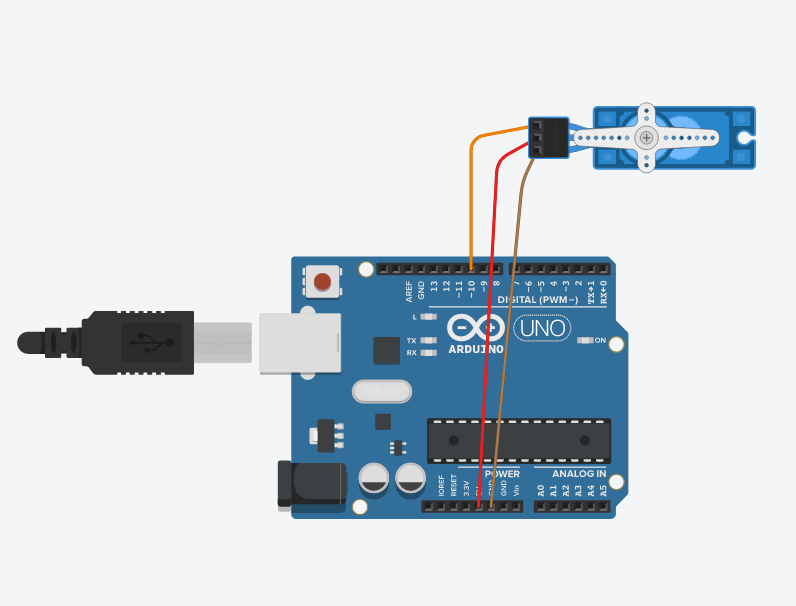 AREF
GND
13
12
~11
~10
~9
8
7
~6
~5
4
~3
2
TX→1
RX←0
DIGITAL (PWM~)
L
TX
RX
ARDUINO
UNO
ON
POWER
ANALOG IN
IOREF
RESET
3.3V
GND
Vin
A0
A1
A2
A3
A4
A5